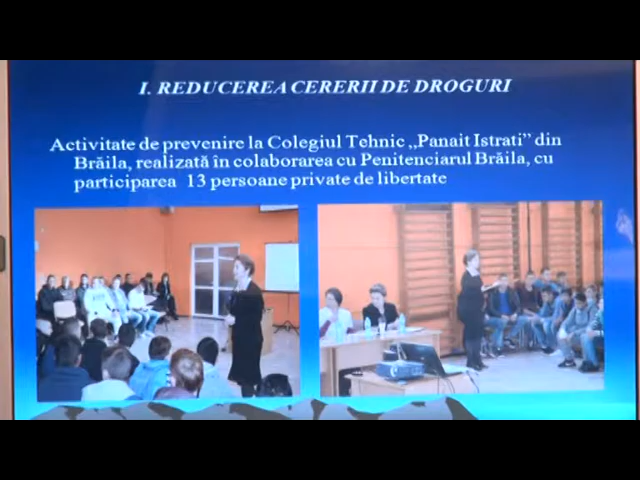 I. REDUCEREA CERERII DE DROGURI
Activitate de prevenire la Colegiul Tehnic „Panait Istrati” din
Brăila, realizată în colaborarea cu Penitenciarul Brăila, cu
participarea 13 persoane private de libertate